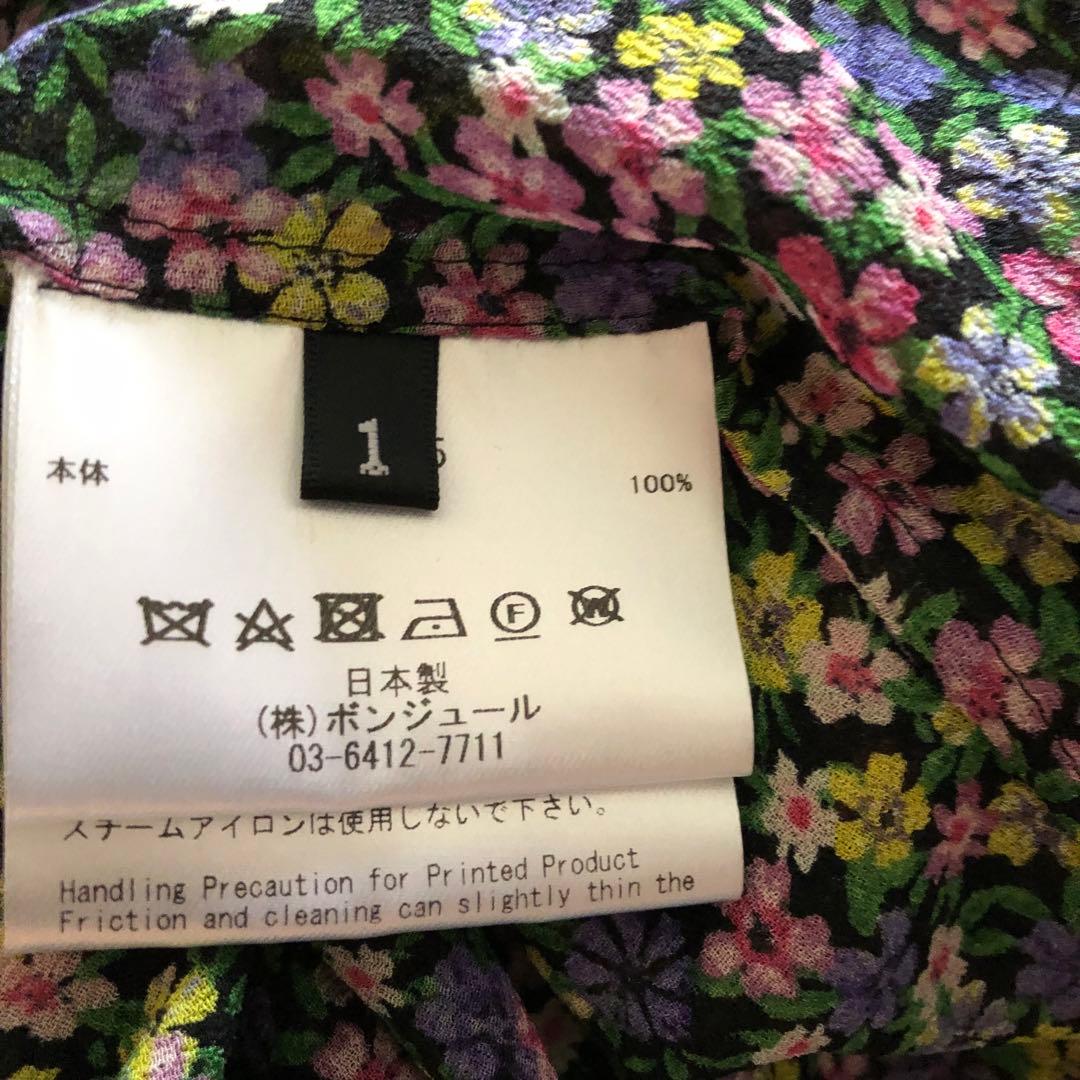 1
本体 100%
F W
日本製
(株)ボンジュール
03-6412-7711
スチームアイロンは使用しないで下さい。
Handling Precaution for Printed Product
Friction and cleaning can slightly thin the